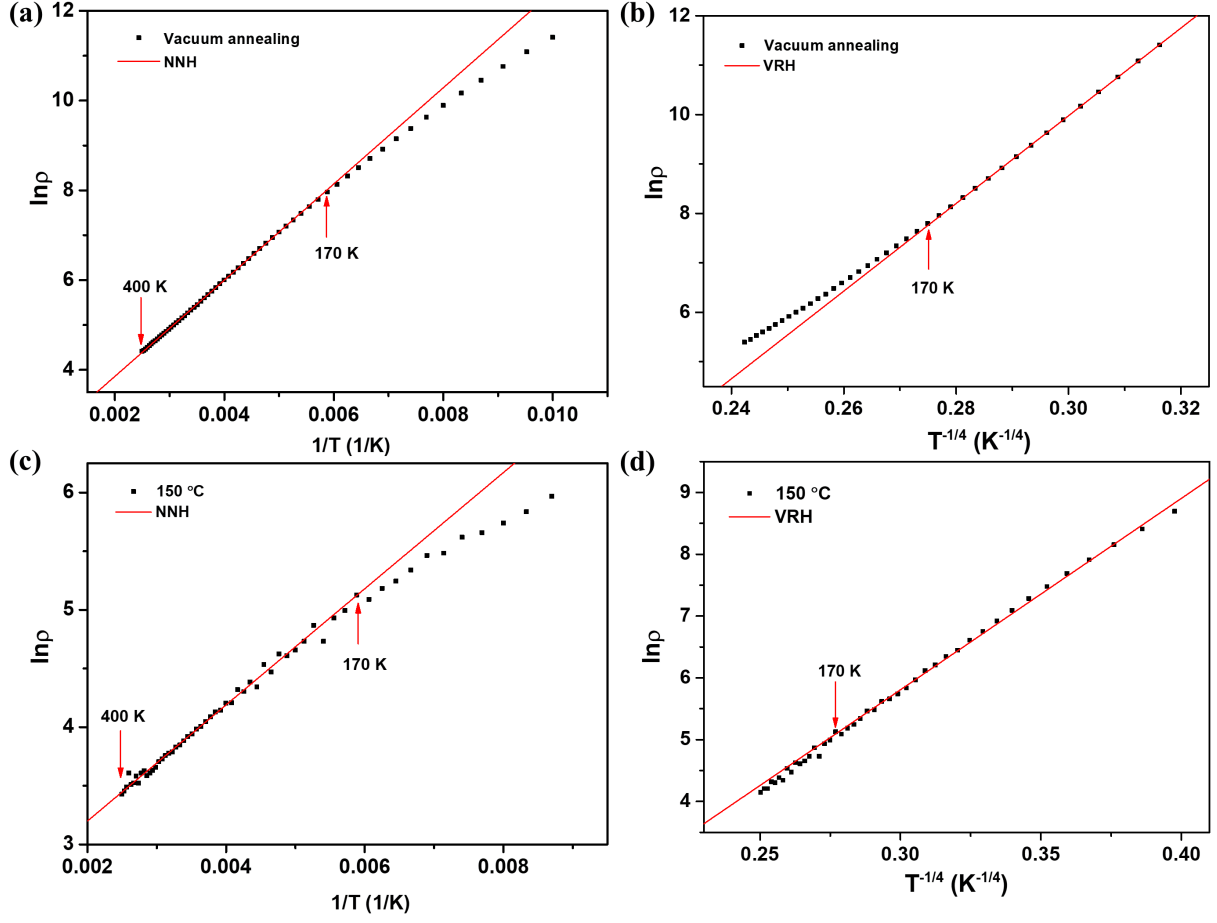 (a)
12
10
8
6
4
lnρ
Vacuum annealing
NNH
400 K
170 K
0.002 0.004 0.006 0.008 0.010
1/T (1/K)
(b)
12
10
8
6
lnρ
Vacuum annealing
VRH
170 K
0.24 0.26 0.28 0.30 0.32
T-1/4 (K-1/4)
(c)
6
5
4
3
lnρ
150 °C
NNH
400 K
170 K
0.002 0.004 0.006 0.008
1/T (1/K)
(d)
9
8
7
6
5
4
lnρ
150 °C
VRH
170 K
0.25 0.30 0.35 0.40
T-1/4 (K-1/4)